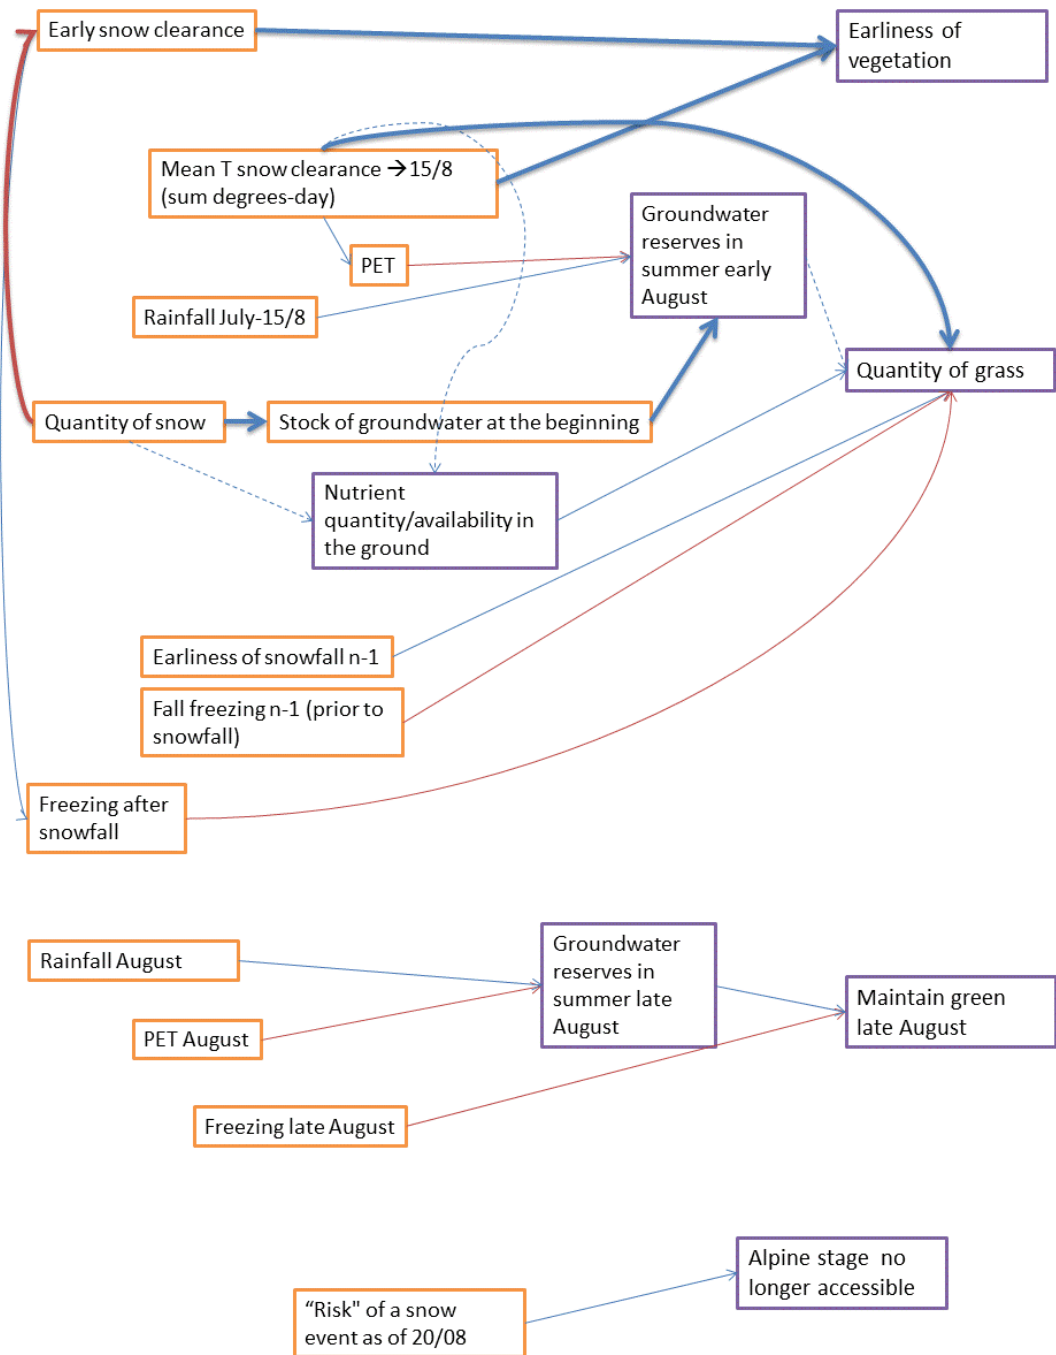 Early snow clearance
Earliness of
vegetation
Mean T snow clearance →15/8
(sum degrees-day)
Groundwater
reserves in
summer early
August
PET
Rainfall July-15/8
Quantity of grass
Quantity of snow
Stock of groundwater at the beginning
Nutrient
quantity/availability in
the ground
Earliness of snowfall n-1
Fall freezing n-1 (prior to
snowfall)
Freezing after
snowfall
Rainfall August
Groundwater
reserves in
summer late
August
Maintain green
late August
PET August
Freezing late August
Alpine stage no
longer accessible
“Risk" of a snow
event as of 20/08